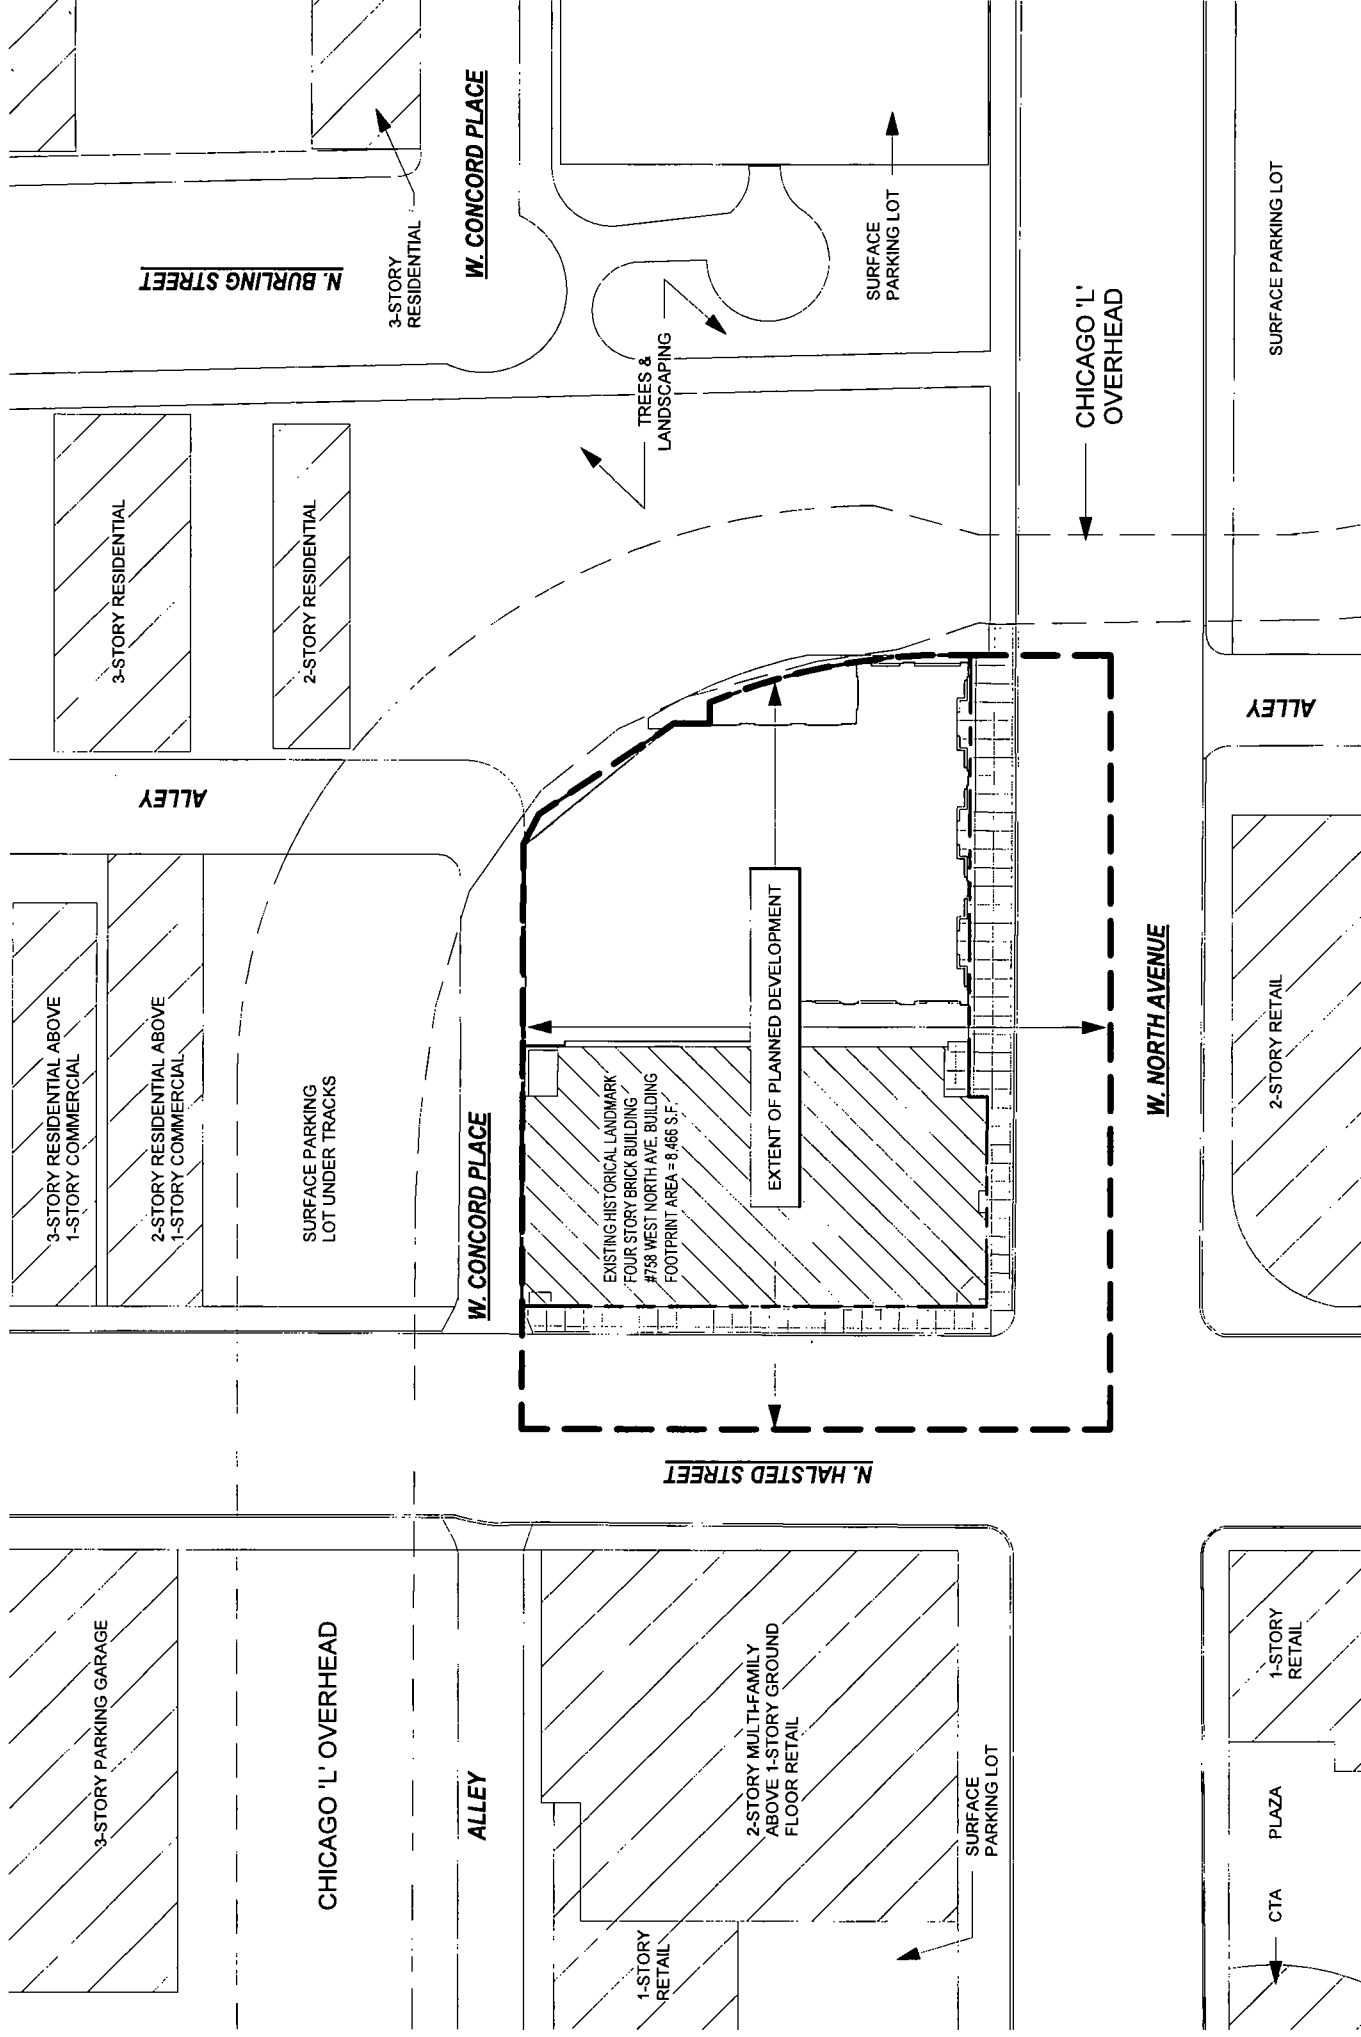 3-STORY PARKING GARAGE
CHICAGO 'L' OVERHEAD
ALLEY
1-STORY
RETAIL
2-STORY MULTI-FAMILY
ABOVE 1-STORY GROUND
FLOOR RETAIL
SURFACE
PARKING LOT
CTA PLAZA
1-STORY
RETAIL
N. HALSTED STREET
3-STORY RESIDENTIAL ABOVE
1-STORY COMMERCIAL
2-STORY RESIDENTIAL ABOVE
1-STORY COMMERCIAL
SURFACE PARKING
LOT UNDER TRACKS
W. CONCORD PLACE
EXISTING HISTORICAL LANDMARK
FOUR STORY BRICK BUILDING
#758 WEST NORTH AVE. BUILDING
FOOTPRINT AREA = 8,466 S.F.
EXTENT OF PLANNED DEVELOPMENT
W. NORTH AVENUE
2-STORY RETAIL
ALLEY
ALLEY
3-STORY RESIDENTIAL
2-STORY RESIDENTIAL
TREES &
LANDSCAPING
CHICAGO 'L'
OVERHEAD
SURFACE PARKING LOT
N. BURLING STREET
3-STORY
RESIDENTIAL
W. CONCORD PLACE
SURFACE
PARKING LOT